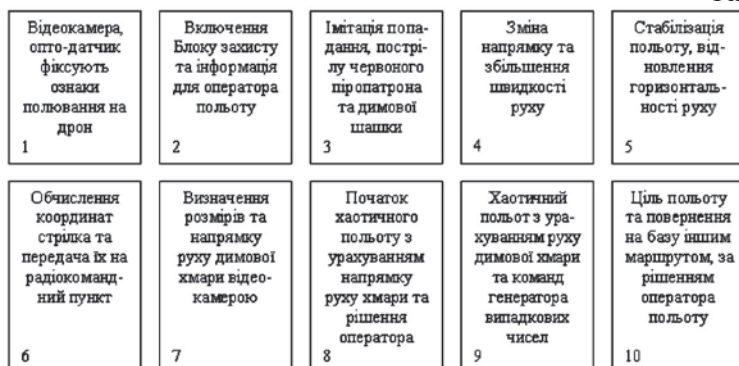 Відеокамера,
опто-датчик
фіксують
ознаки
полювання на
дрон
1
Включення
Блоку захисту
та інформація
для оператора
польоту
2
Імітація попа-
дання, пострі-
лу червоного
піропатрона
та димової
шашки
3
Зміна
напрямку та
збільшення
швидкості
руху
4
Стабілізація
польоту, від-
новлення
горизонталь-
ності руху
5
Обчислення
координат
стрілка та
передача їх на
радіокоманд-
ний пункт
6
Визначення
розмірів та
напрямку
руху димової
хмари відео-
камерою
7
Початок
хаотичного
польоту з
урахуванням
напрямку
руху хмари та
рішення
оператора
8
Хаотичний
польот з ура-
хуванням руху
димової хмари
та команд
генератора
випадкових
чисел
9
Ціль польоту
та повернення
на базу іншим
маршрутом, за
рішенням
оператора
польоту
10